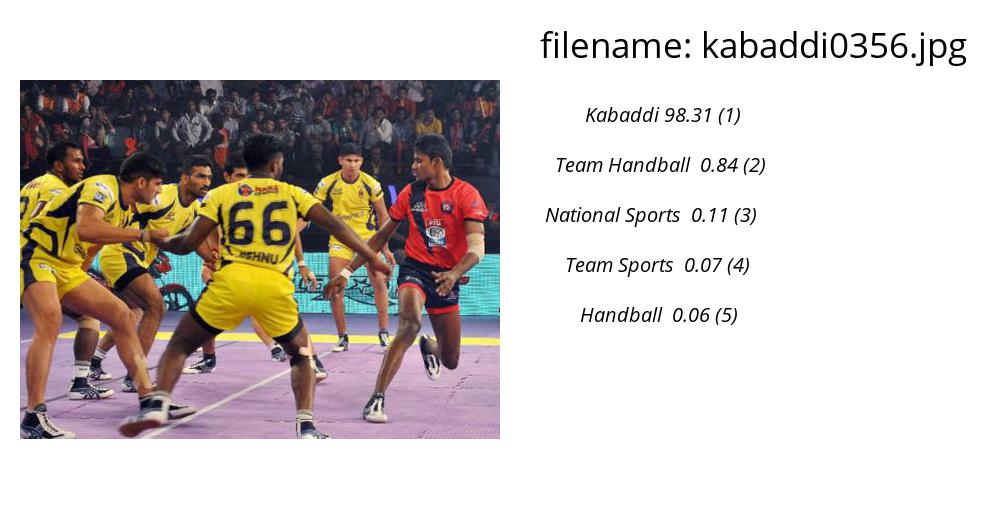 filename: kabaddi0356.jpg
Kabaddi 98.31 (1)
Team Handball 0.84 (2)
National Sports 0.11 (3)
Team Sports 0.07 (4)
Handball 0.06 (5)
66